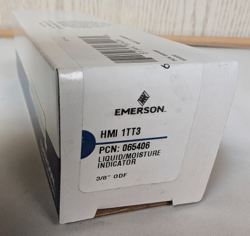 EMERSON
HMI 1TT3
PCN: 065406
LIQUID/MOISTURE
INDICATOR
3/8" ODF